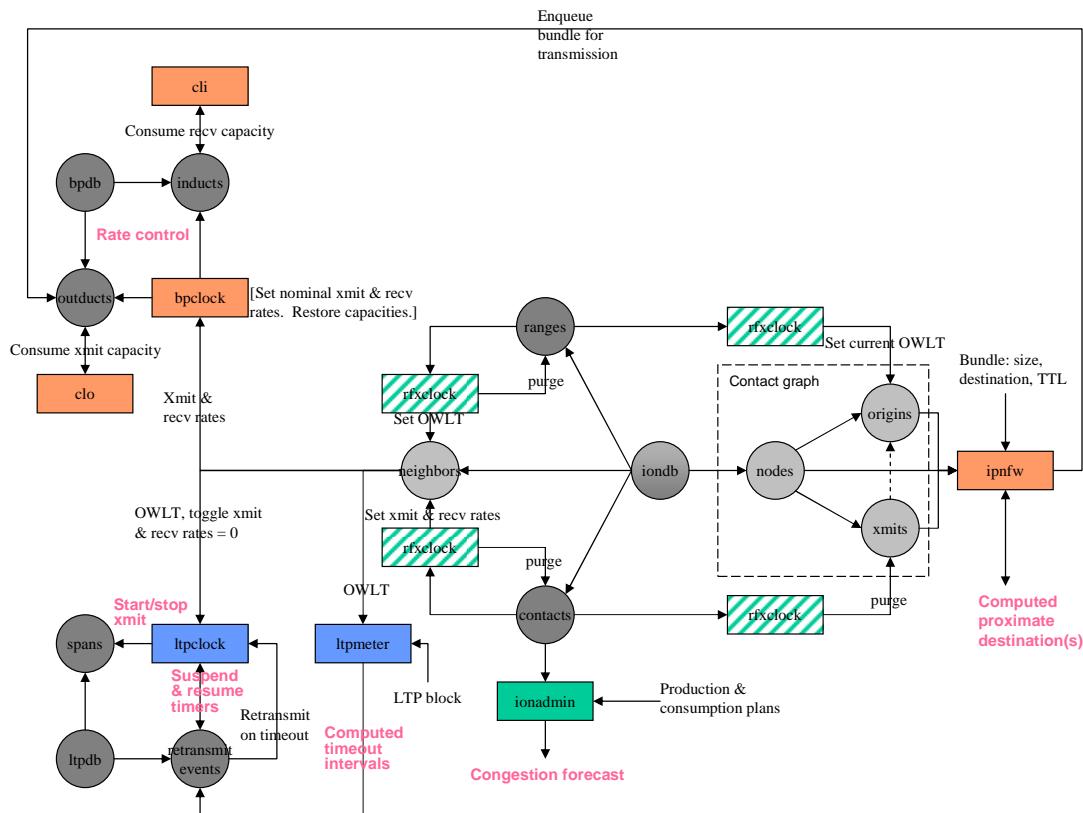 Enqueue
bundle for
transmission
cli
Consume recv capacity
bpdb
inducts
Rate control
outducts
bpclock
[Set nominal xmit & recv
rates.  Restore capacities.]
Consume xmit capacity
clo
Xmit &
recv rates
ranges
rfxclock
purge
Set OWLT
rfxclock
Set current OWLT
Contact graph
Bundle: size,
destination, TTL
origins
neighbors
iondb
nodes
ipnfw
xmits
OWLT, toggle xmit
& recv rates = 0
Set xmit & recv rates
rfxclock
purge
OWLT
contacts
rfxclock
purge
Computed
proximate
destination(s)
Start/stop
xmit
spans
ltpclock
ltpmeter
Suspend
& resume
timers
LTP block
ionadmin
Production &
consumption plans
Retransmit
on timeout
ltpdb
retransmit
events
Computed
timeout
intervals
Congestion forecast